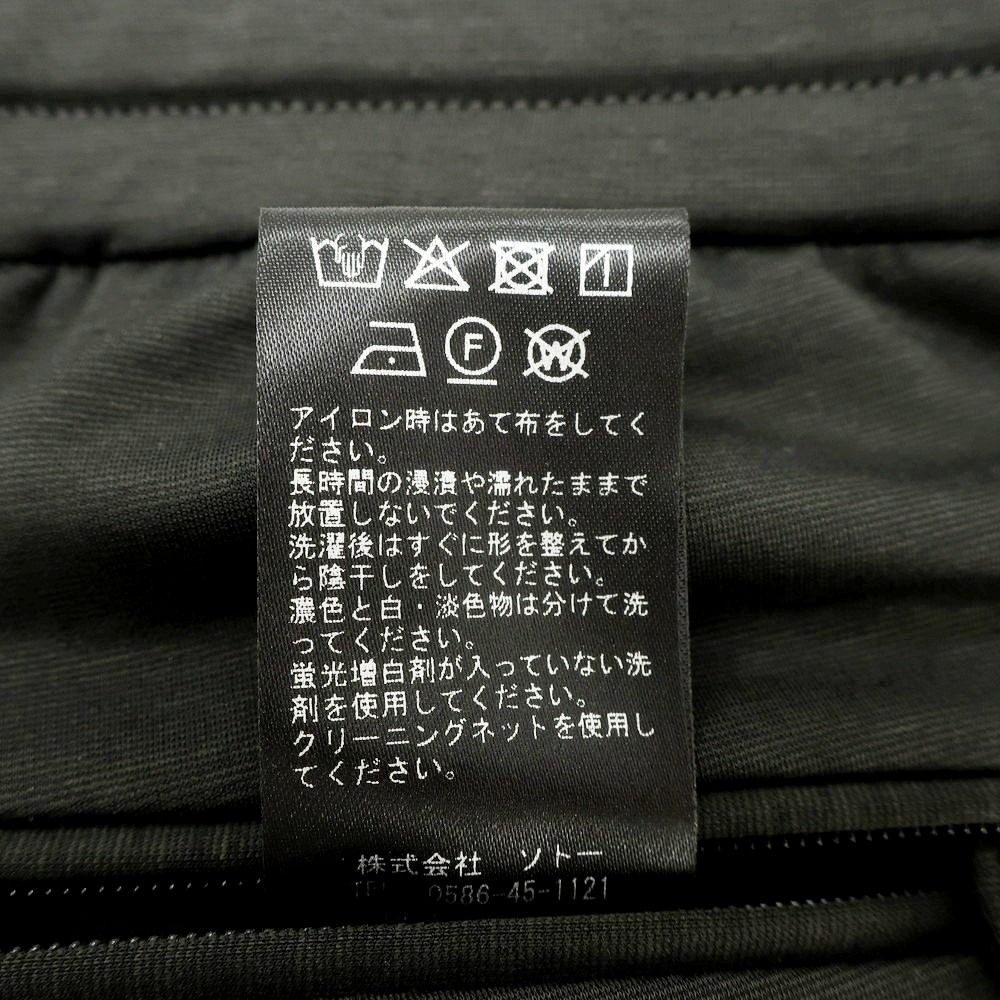 F
W
アイロン時はあて布をしてく
ださい。
長時間の浸漬や濡れたままで
放置しないでください。
洗濯後はすぐに形を整えてか
ら陰干しをしてください。
濃色と白・淡色物は分けて洗
ってください。
蛍光増白剤が入っていない洗
剤を使用してください。
クリーニングネットを使用し
てください。
株式会社 ソトー
TEL 0586-45-1121